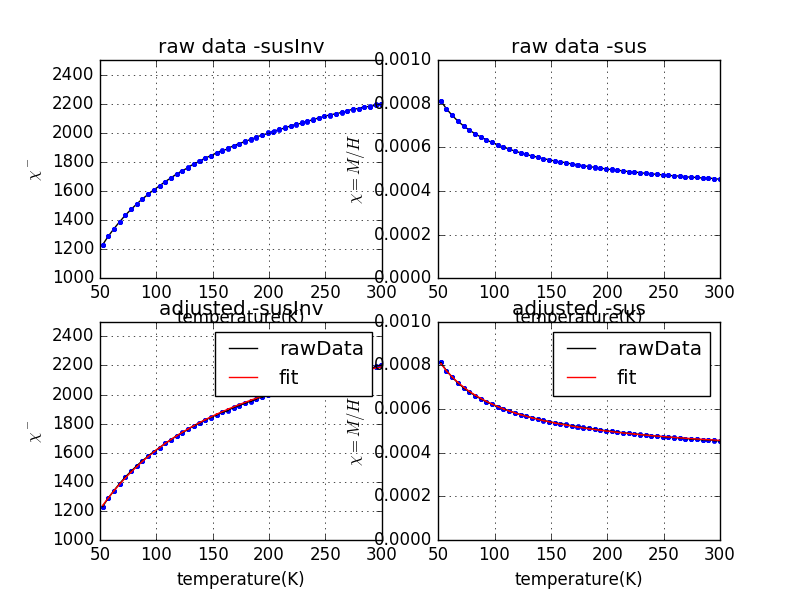 raw data -susInv
2400
2200
2000
1800
1600
1400
1200
1000
χ⁻
50 100 150 200 250 300
temperature(K)
raw data -sus
0.0010
0.0008
0.0006
0.0004
0.0002
0.0000
χ = M/H
50 100 150 200 250 300
temperature(K)
adjusted -susInv
2400
2200
2000
1800
1600
1400
1200
1000
χ⁻
rawData
fit
50 100 150 200 250 300
temperature(K)
adjusted -sus
0.0010
0.0008
0.0006
0.0004
0.0002
0.0000
χ = M/H
rawData
fit
50 100 150 200 250 300
temperature(K)